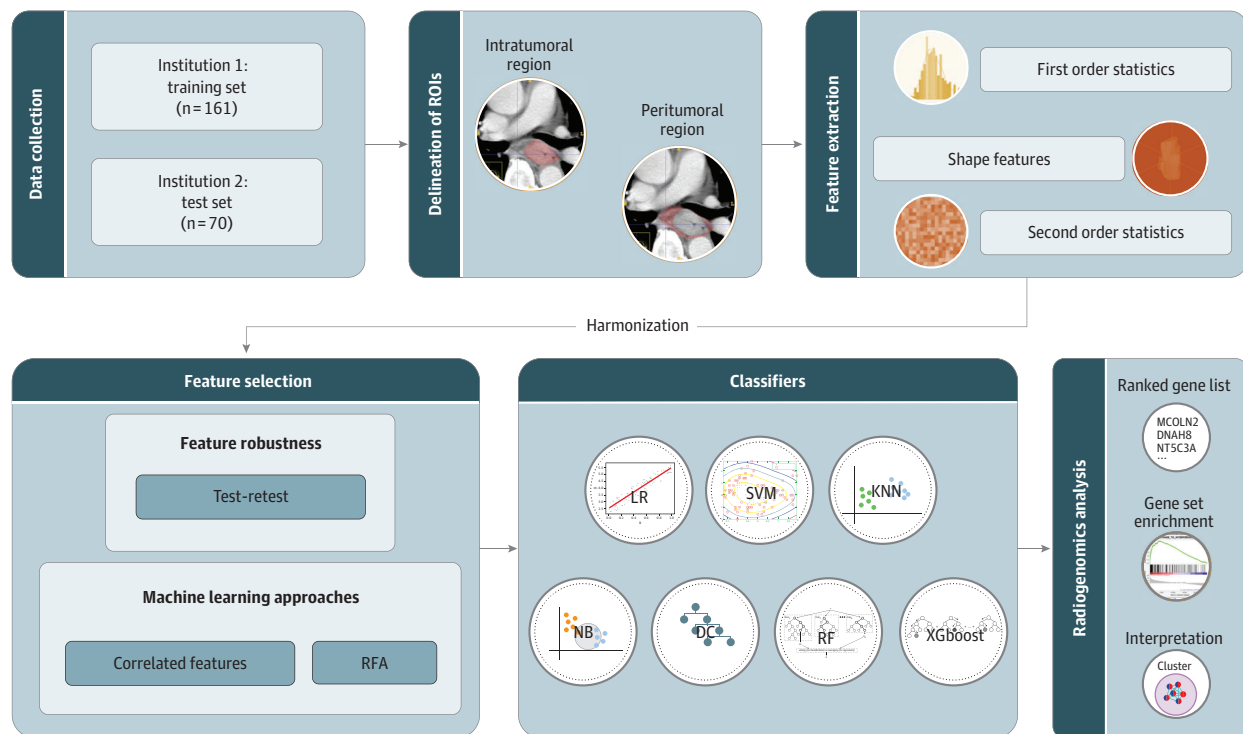 Data collection
Institution 1:
training set
(n = 161)
Institution 2:
test set
(n = 70)
Delineation of ROIs
Intratumoral
region
Peritumoral
region
Feature extraction
First order statistics
Shape features
Second order statistics
Harmonization
Feature selection
Feature robustness
Test-retest
Machine learning approaches
Correlated features
RFA
Classifiers
LR
SVM
KNN
NB
DC
RF
XGboost
Radiogenomics analysis
Ranked gene list
MCOLN2
DNAH8
NT5C3A
...
Gene set
enrichment
Interpretation
Cluster